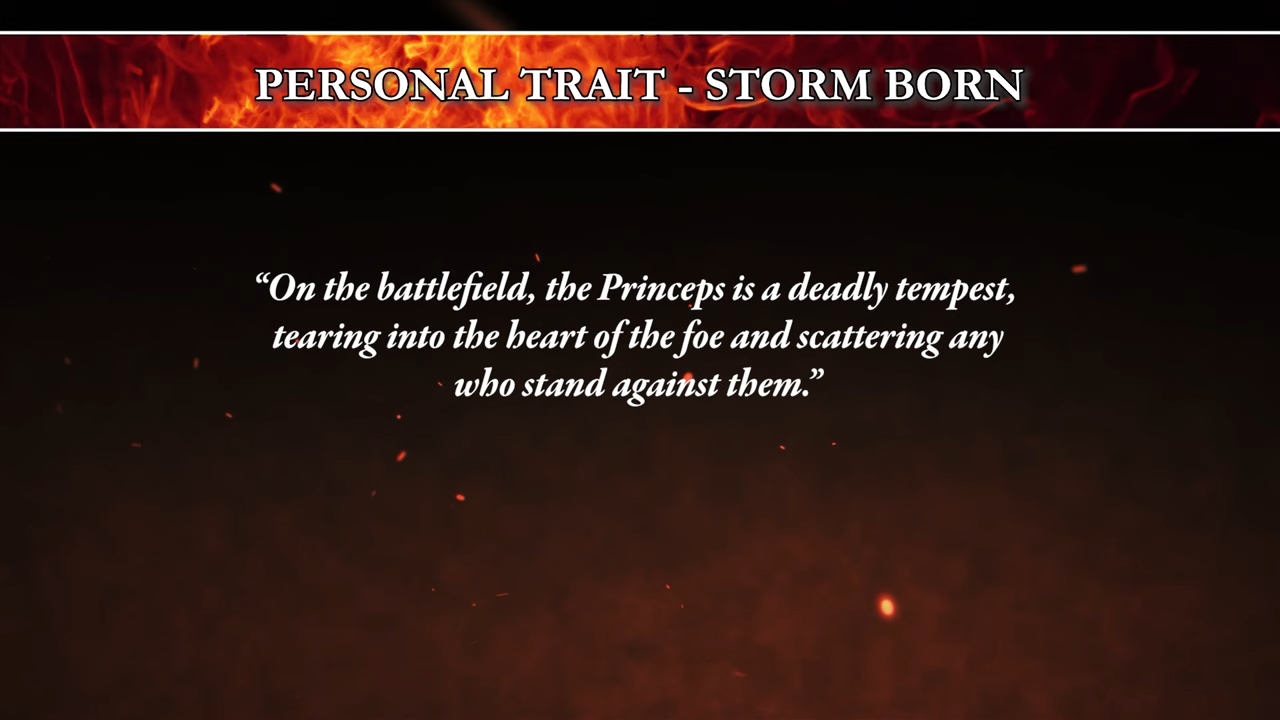 PERSONAL TRAIT - STORM BORN
“On the battlefield, the Princeps is a deadly tempest,
tearing into the heart of the foe and scattering any
who stand against them.”